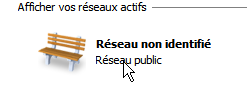 Afficher vos réseaux actifs
Réseau non identifié
Réseau public